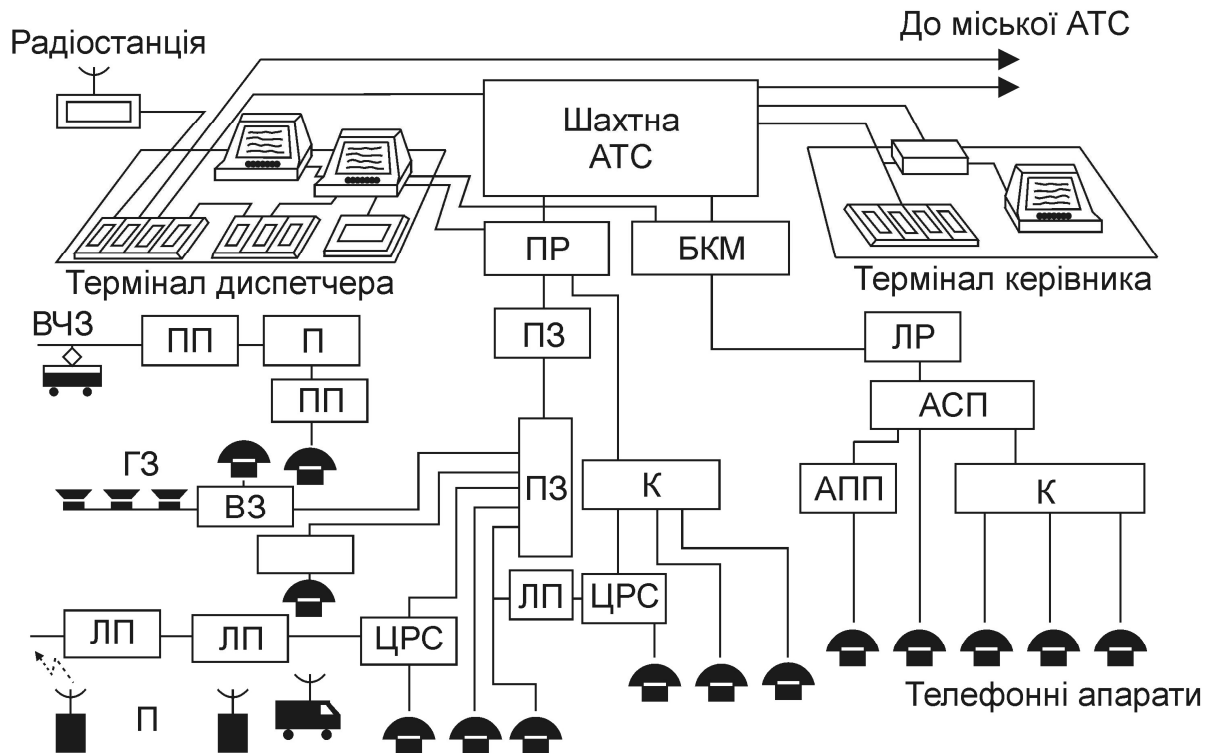 До міської АТС
Радіостанція
Шахтна
АТС
ПР
БКМ
Термінал диспетчера
Термінал керівника
ВЧЗ
ПП
П
ПЗ
ЛР
ПП
АСП
ГЗ
ВЗ
ПЗ
К
АПП
К
ЛП
ЦРС
ЛП
ЛП
ЦРС
Телефонні апарати
П